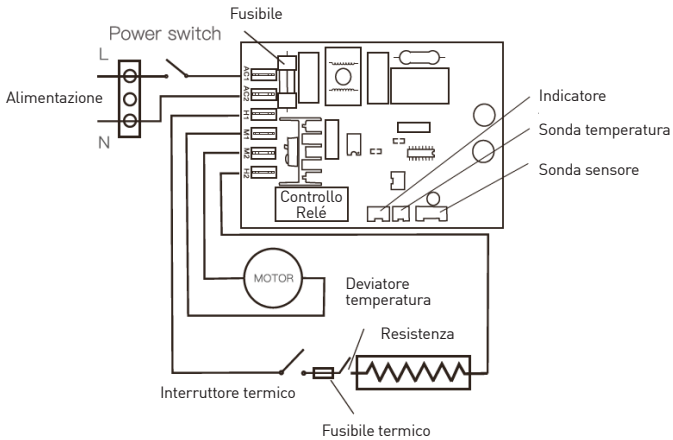 Fusibile
Power switch
L
Alimentazione
N
AC1
AC2
H1
M1
M2
H2
Indicatore
Sonda temperatura
Sonda sensore
Controllo
Relé
MOTOR
Deviatore
temperatura
Resistenza
Interruttore termico
Fusibile termico